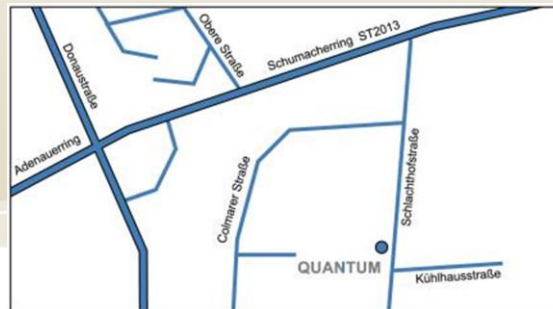 Donaustraße
Obere Straße
Schumacherring ST2013
Adenauerring
Colmarer Straße
Schlachthofstraße
QUANTUM
Kühlhausstraße